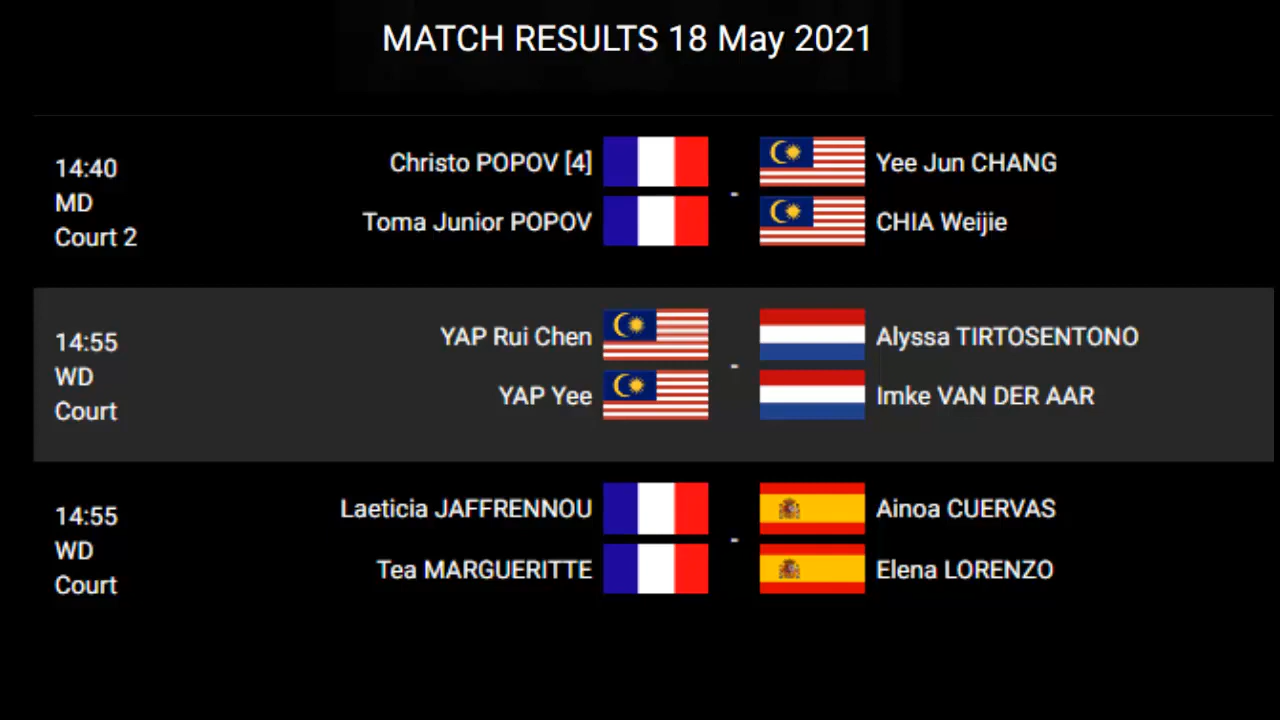 MATCH RESULTS 18 May 2021
14:40
MD
Court 2
Christo POPOV [4]
Toma Junior POPOV
-
Yee Jun CHANG
CHIA Weijie
14:55
WD
Court
YAP Rui Chen
YAP Yee
-
Alyssa TIRTOSENTONO
Imke VAN DER AAR
14:55
WD
Court
Laeticia JAFFRENNOU
Tea MARGUERITTE
-
Ainoa CUERVAS
Elena LORENZO